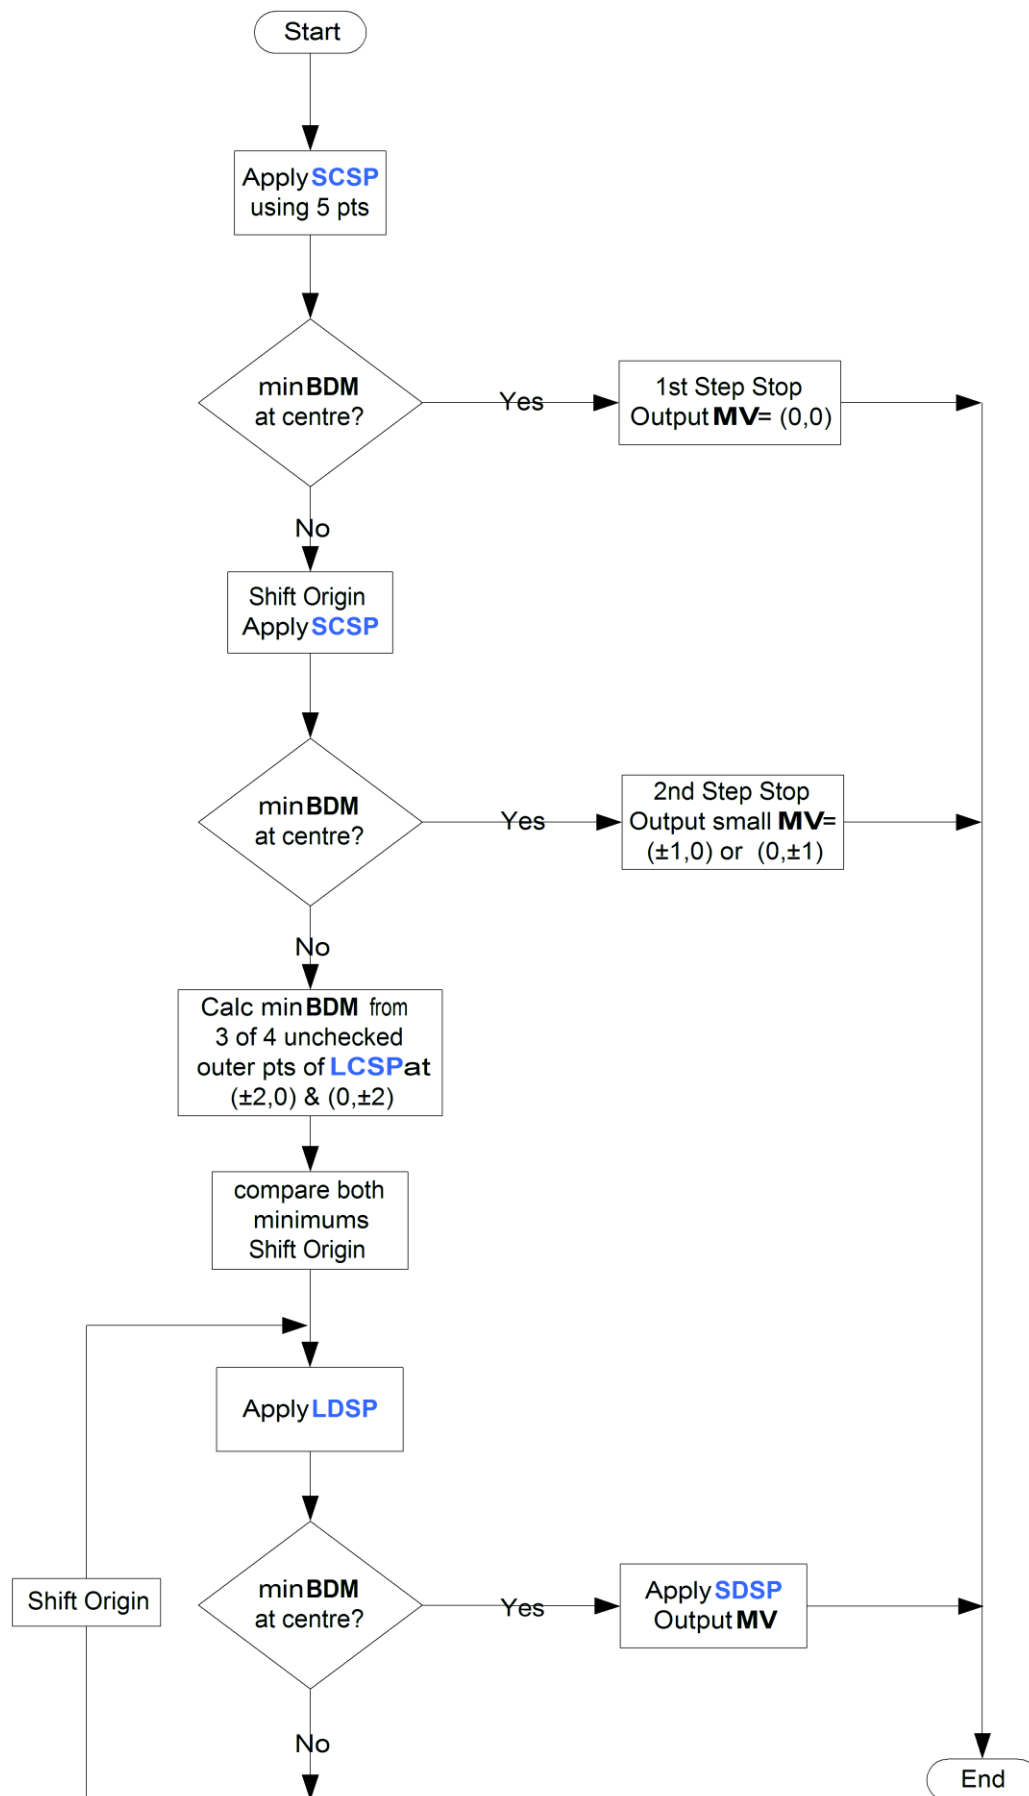 Start
Apply SCSP
using 5 pts
min BDM
at centre?
Yes
1st Step Stop
Output MV= (0,0)
No
Shift Origin
Apply SCSP
min BDM
at centre?
Yes
2nd Step Stop
Output small MV=
(±1,0) or (0,±1)
No
Calc min BDM from
3 of 4 unchecked
outer pts of LCSP at
(±2,0) & (0,±2)
compare both
minimums
Shift Origin
Apply LDSP
Shift Origin
min BDM
at centre?
Yes
Apply SDSP
Output MV
No
End